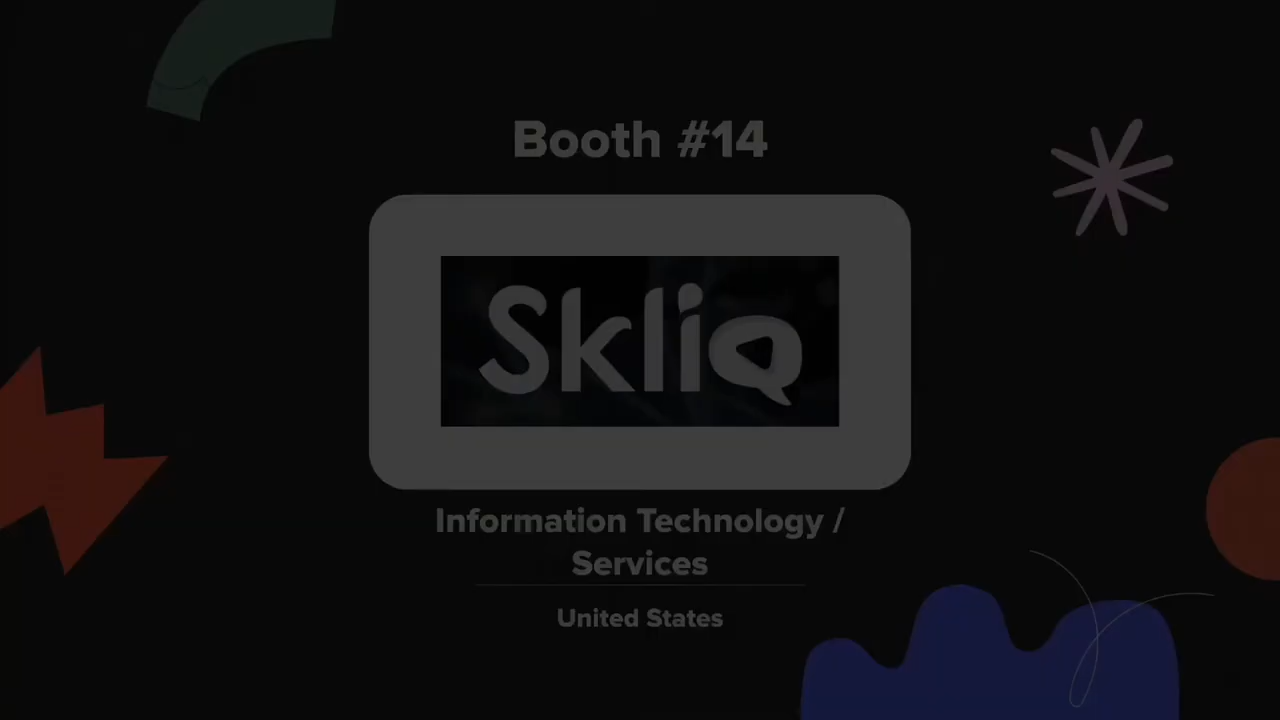 Booth #14
SkliQ
Information Technology /
Services
United States